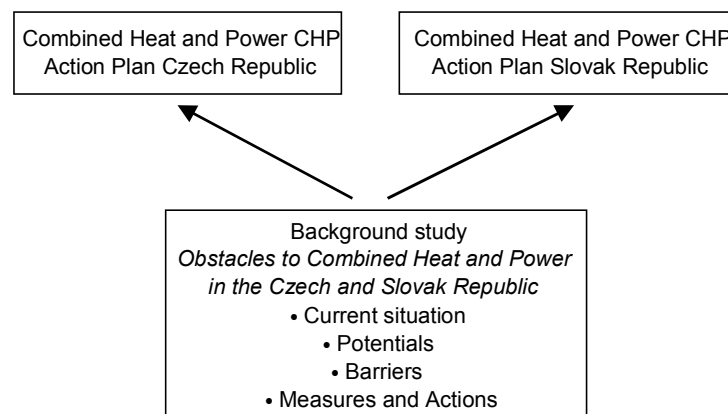 Combined Heat and Power CHP
Action Plan Czech Republic
Combined Heat and Power CHP
Action Plan Slovak Republic
Background study
Obstacles to Combined Heat and Power
in the Czech and Slovak Republic
• Current situation
• Potentials
• Barriers
• Measures and Actions